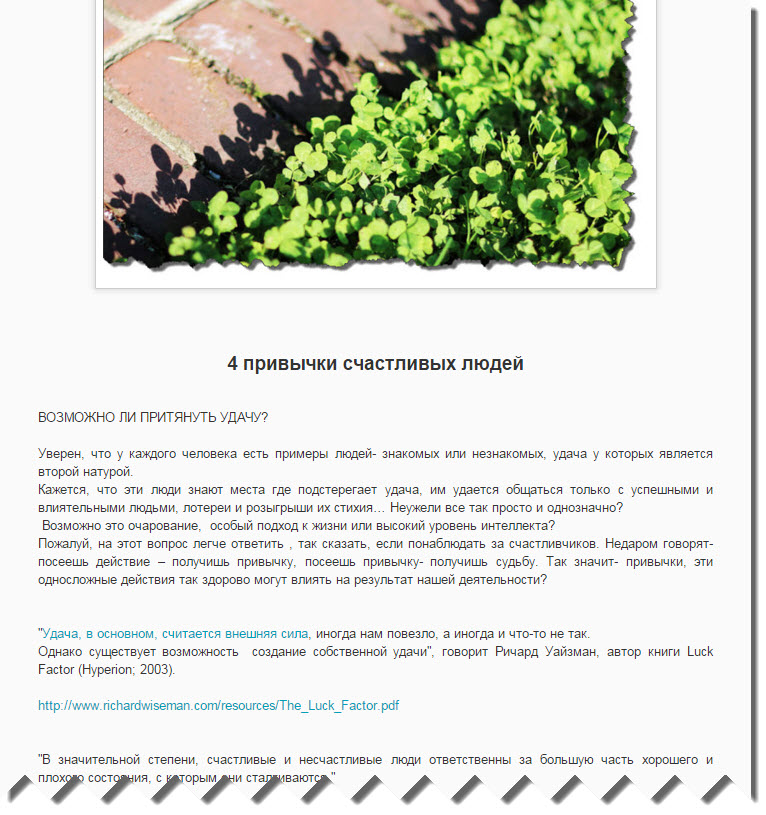 4 привычки счастливых людей
ВОЗМОЖНО ЛИ ПРИТЯНУТЬ УДАЧУ?
Уверен, что у каждого человека есть примеры людей- знакомых или незнакомых, удача у которых является
второй натурой.
Кажется, что эти люди знают места где подстерегает удача, им удается общаться только с успешными и
влиятельными людьми, лотереи и розыгрыши их стихия... Неужели все так просто и однозначно?
Возможно это очарование,  особый подход к жизни или высокий уровень интеллекта?
Пожалуй, на этот вопрос легче ответить , так сказать, если понаблюдать за счастливчиков. Недаром говорят-
посеешь действие – получишь привычку, посеешь привычку- получишь судьбу. Так значит- привычки, эти
односложные действия так здорово могут влиять на результат нашей деятельности?
"Удача, в основном, считается внешняя сила, иногда нам повезло, а иногда и что-то не так.
Однако существует возможность  создание собственной удачи", говорит Ричард Уайзман, автор книги Luck
Factor (Hyperion; 2003).
http://www.richardwiseman.com/resources/The_Luck_Factor.pdf
"В значительной степени, счастливые и несчастливые люди ответственны за большую часть хорошего и
плохого состояния, с которым они сталкиваются."